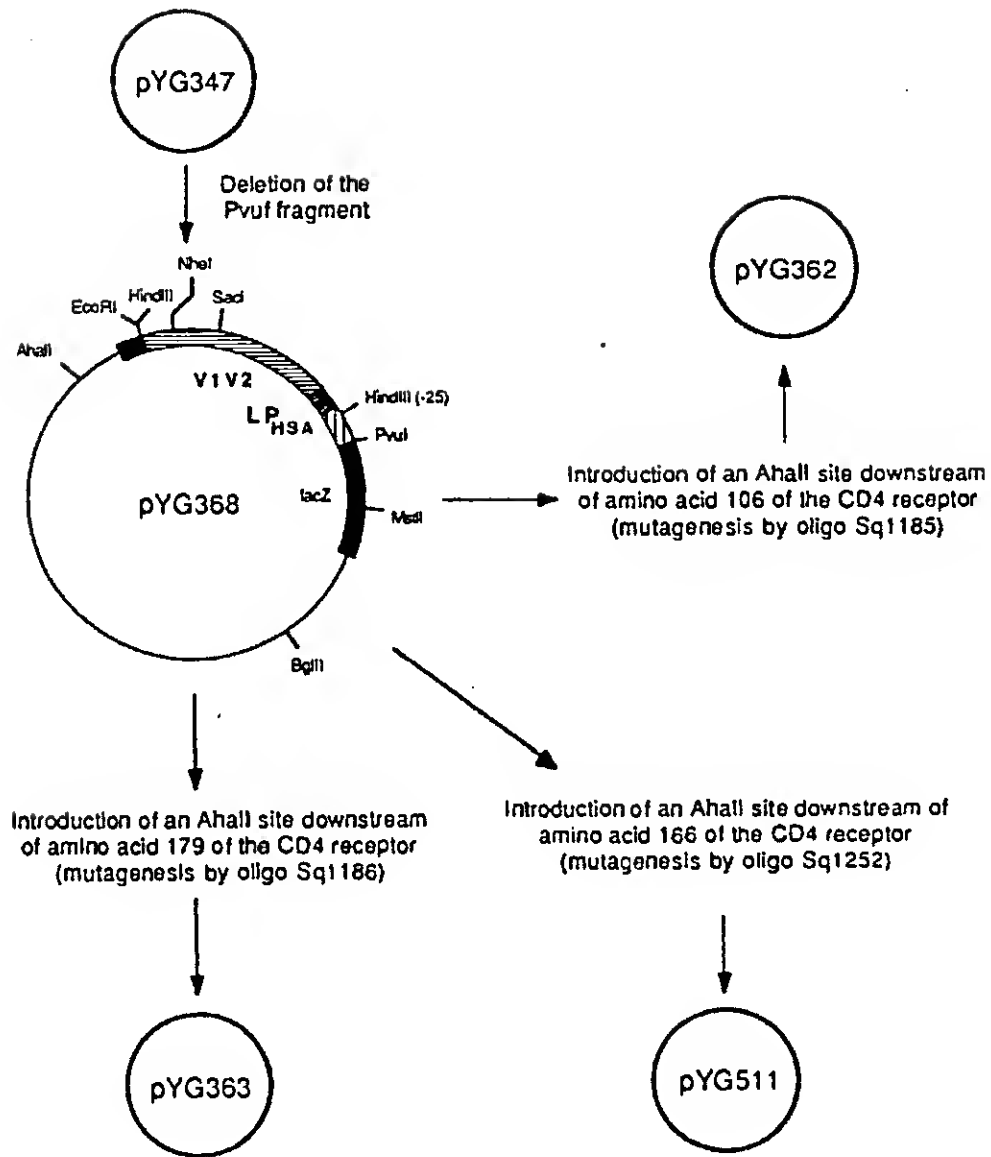 pYG347
Deletion of the
PvuI fragment
NheI
HindIII
SacI
EcoRI
AhaII
V1V2
HindIII (-25)
LP HSA
PvuI
lacZ
pYG368
MstII
BglII
pYG362
Introduction of an AhaII site downstream
of amino acid 106 of the CD4 receptor
(mutagenesis by oligo Sq1185)
Introduction of an AhaII site downstream
of amino acid 179 of the CD4 receptor
(mutagenesis by oligo Sq1186)
Introduction of an AhaII site downstream of
amino acid 166 of the CD4 receptor
(mutagenesis by oligo Sq1252)
pYG363
pYG511